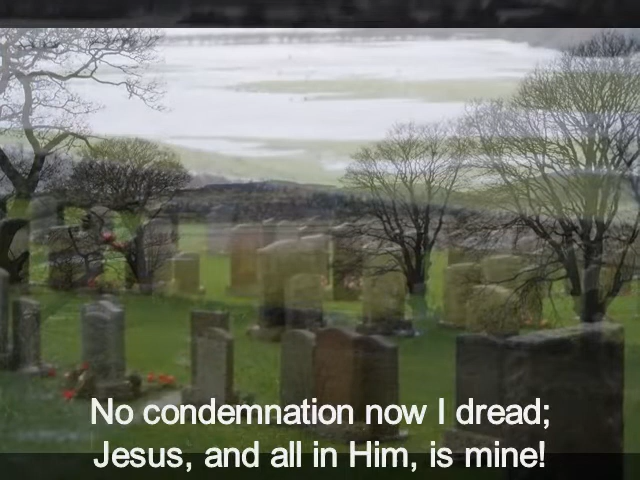 No condemnation now I dread;
Jesus, and all in Him, is mine!